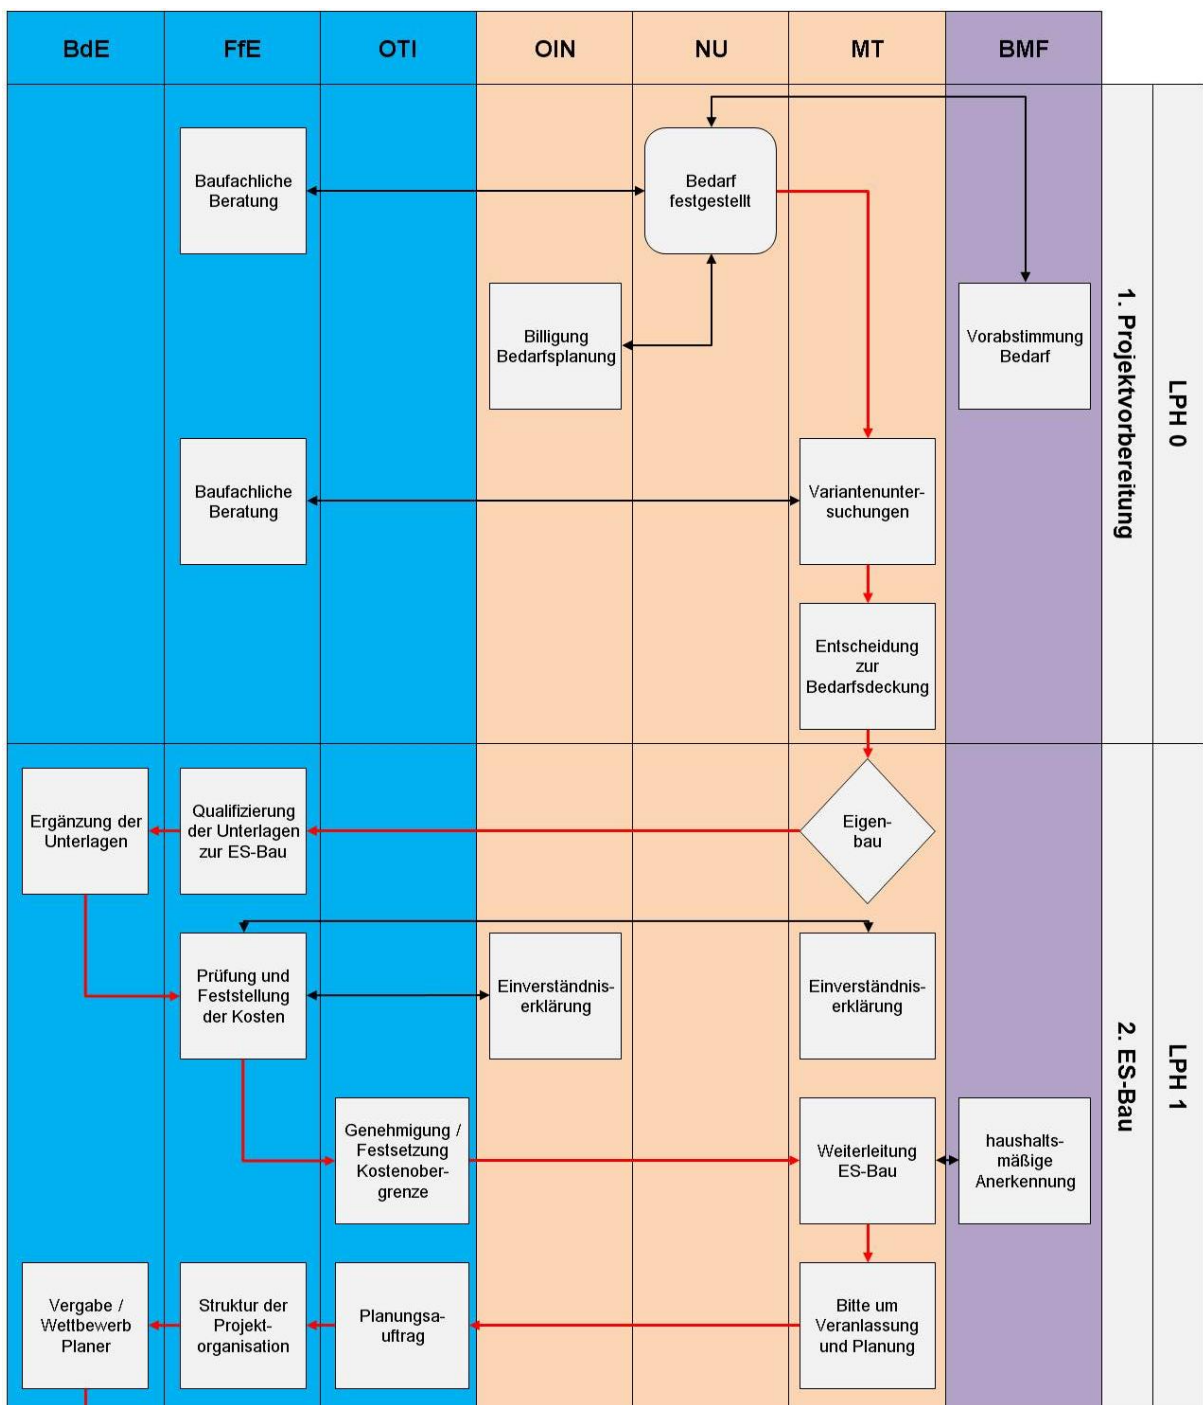 BdE
FfE
OTI
OIN
NU
MT
BMF
Baufachliche
Beratung
Bedarf
festgestellt
Billigung
Bedarfsplanung
Vorabstimmung
Bedarf
1. Projektvorbereitung
LPH 0
Baufachliche
Beratung
Variantenunter-
suchungen
Entscheidung
zur
Bedarfsdeckung
Ergänzung der
Unterlagen
Qualifizierung
der Unterlagen
zur ES-Bau
Eigen-
bau
Prüfung und
Feststellung
der Kosten
Einverständnis-
erklärung
Einverständnis-
erklärung
2. ES-Bau
LPH 1
Genehmigung /
Festsetzung
Kostenober-
grenze
Weiterleitung
ES-Bau
haushalts-
mäßige
Anerkennung
Vergabe /
Wettbewerb
Planer
Struktur der
Projekt-
organisation
Planungsa-
uftrag
Bitte um
Veranlassung
und Planung